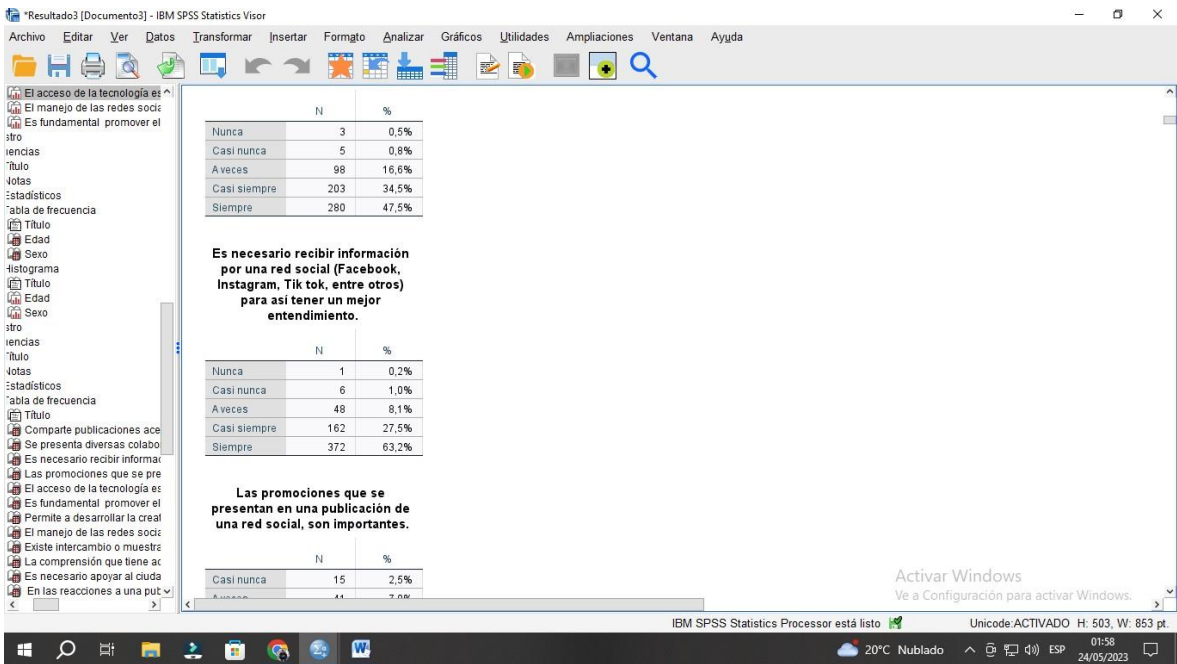 *Resultado3 [Documento3] - IBM SPSS Statistics Visor
Archivo Editar Ver Datos Transformar Insertar Formato Analizar Gráficos Utilidades Ampliaciones Ventana Ayuda
El acceso de la tecnología es
El manejo de las redes socia
Es fundamental promover el
stro
iencias
Título
Notas
Estadísticos
Tabla de frecuencia
Título
Edad
Sexo
Histograma
Título
Edad
Sexo
stro
iencias
Título
Notas
Estadísticos
Tabla de frecuencia
Título
Comparte publicaciones ace
Se presenta diversas colabo
Es necesario recibir informac
Las promociones que se pre
El acceso de la tecnología es
Es fundamental promover el
Permite a desarrollar la creat
El manejo de las redes socia
Existe intercambio o muestra
La comprensión que tiene ac
Es necesario apoyar al ciuda
En las reacciones a una put
N %
Nunca 3 0,5%
Casi nunca 5 0,8%
A veces 98 16,6%
Casi siempre 203 34,5%
Siempre 280 47,5%
Es necesario recibir información
por una red social (Facebook,
Instagram, Tik tok, entre otros)
para así tener un mejor
entendimiento.
N %
Nunca 1 0,2%
Casi nunca 6 1,0%
A veces 48 8,1%
Casi siempre 162 27,5%
Siempre 372 63,2%
Las promociones que se
presentan en una publicación de
una red social, son importantes.
N %
Casi nunca 15 2,5%
Activar Windows
Ve a Configuración para activar Windows.
IBM SPSS Statistics Processor está listo Unicode:ACTIVADO H: 503, W: 853 pt.
20°C Nublado ESP 01:58
24/05/2023